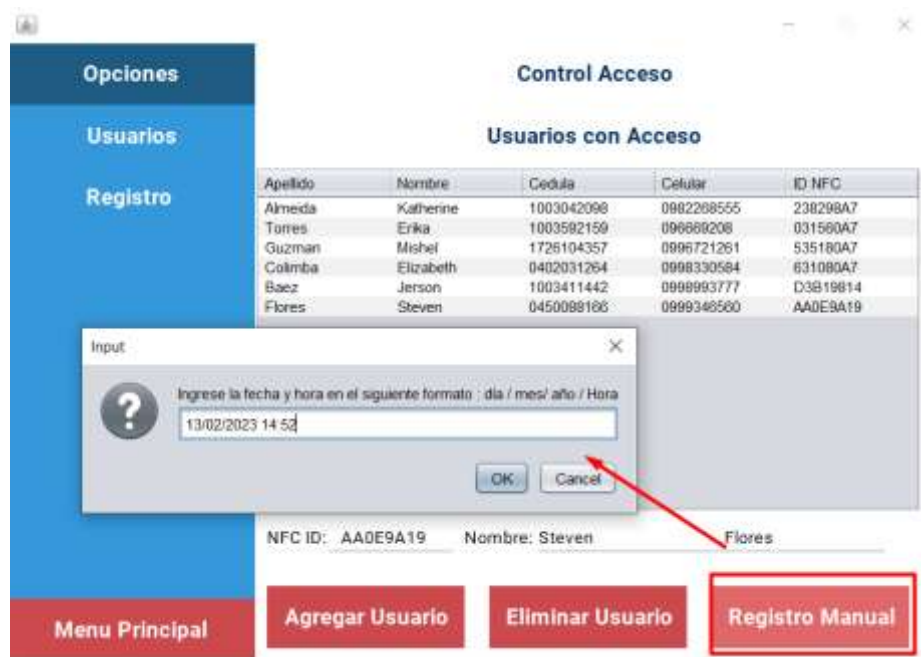 Opciones
Control Acceso
Usuarios
Usuarios con Acceso
Registro
Apellido Nombre Cedula Celular ID NFC
Almeida Katherine 1003042098 0982268555 238298A7
Torres Erika 1003592159 096669208 031560A7
Guzman Mishel 1726104357 0996721261 535180A7
Colimba Elizabeth 0402031264 0998330584 631080A7
Baez Jerson 1003411442 0998993777 D3B19814
Flores Steven 0450088166 0999346560 AA0E9A19
Input
Ingrese la fecha y hora en el siguiente formato : día / mes/ año / Hora
13/02/2023 14:52
OK Cancel
NFC ID: AA0E9A19 Nombre: Steven Flores
Agregar Usuario Eliminar Usuario Registro Manual
Menu Principal